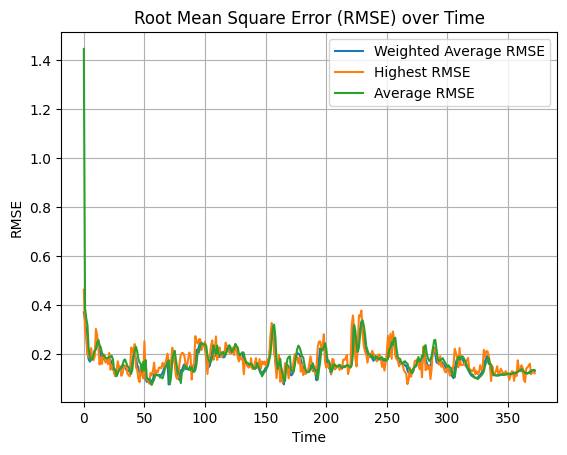 Root Mean Square Error (RMSE) over Time
Weighted Average RMSE
Highest RMSE
Average RMSE
RMSE
1.4
1.2
1.0
0.8
0.6
0.4
0.2
0
50
100
150
200
250
300
350
Time